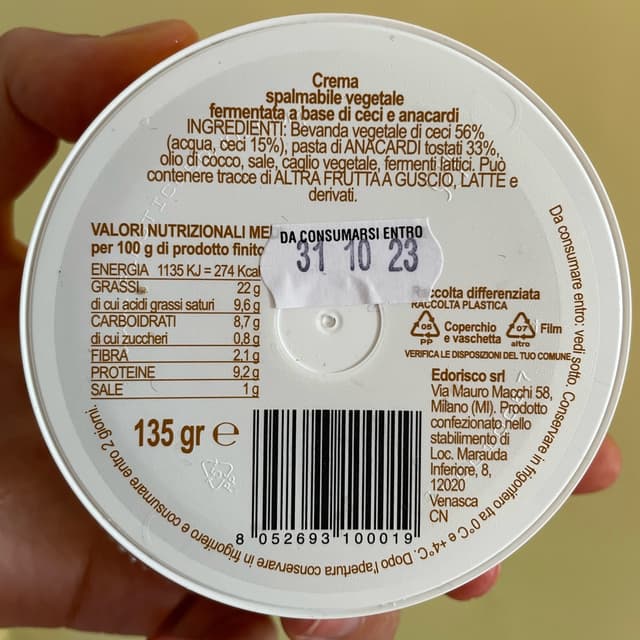 Crema
spalmabile vegetale
fermentata a base di ceci e anacardi
INGREDIENTI: Bevanda vegetale di ceci 56%
(acqua, ceci 15%), pasta di ANACARDI tostati 33%,
olio di cocco, sale, caglio vegetale, fermenti lattici. Può
contenere tracce di ALTRA FRUTTA A GUSCIO, LATTE e
derivati.
VALORI NUTRIZIONALI
per 100 g di prodotto finito
ENERGIA 1135 KJ = 274 Kcal
GRASSI 22 g
di cui acidi grassi saturi 9,6 g
CARBOIDRATI 8,7 g
di cui zuccheri 0,8 g
FIBRA 2,1 g
PROTEINE 9,2 g
SALE 1 g
135 gr e
DA CONSUMARSI ENTRO
31 10 23
differenziata
RACCOLTA PLASTICA
05
PP
Coperchio
e vaschetta
07
altro
Film
VERIFICA LE DISPOSIZIONI DEL TUO COMUNE
Edorisco srl
Via Mauro Macchi 58,
Milano (MI). Prodotto
confezionato nello
stabilimento di
Loc. Marauda
Inferiore, 8,
12020
Venasca
CN
8 052693 100019
Da consumare entro: vedi sotto. Conservare in frigorifero tra 0°C e +4°C. Dopo l'apertura conservare in frigorifero e consumare entro 2 giorni.